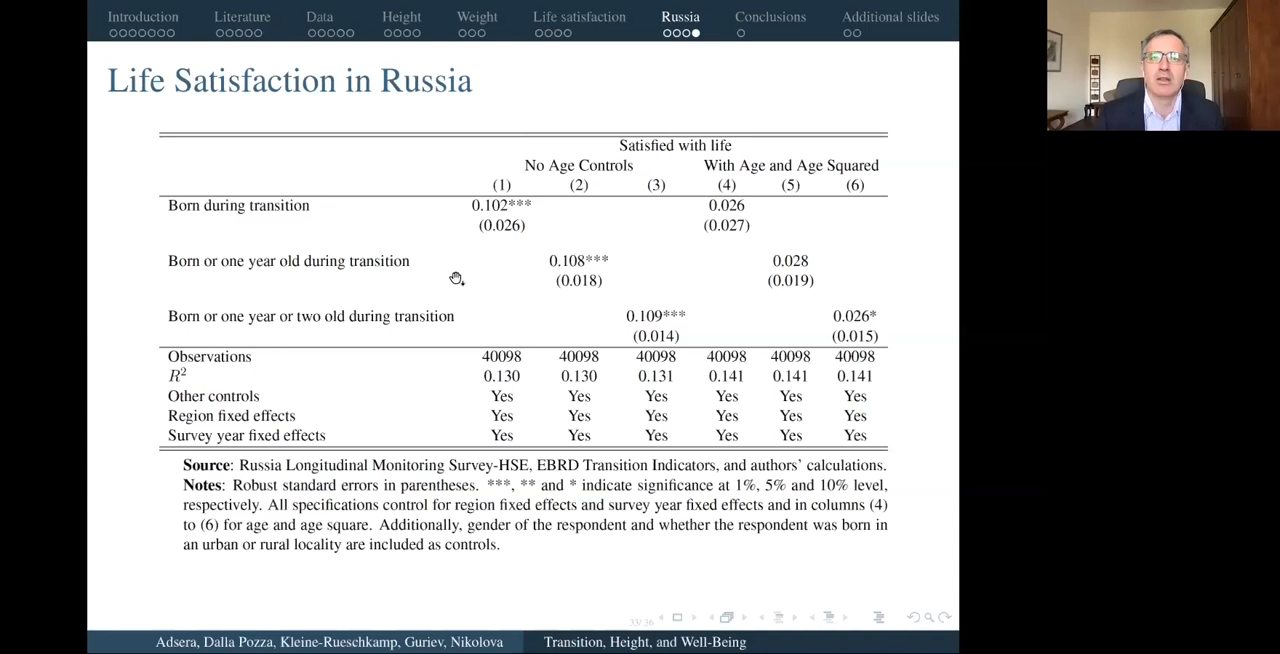 Introduction Literature Data Height Weight Life satisfaction Russia Conclusions Additional slides
Life Satisfaction in Russia
Satisfied with life
No Age Controls With Age and Age Squared
(1) (2) (3) (4) (5) (6)
Born during transition 0.102*** 0.026
(0.026) (0.027)
Born or one year old during transition 0.108*** 0.028
(0.018) (0.019)
Born or one year or two old during transition 0.109*** 0.026*
(0.014) (0.015)
Observations 40098 40098 40098 40098 40098 40098
R² 0.130 0.130 0.131 0.141 0.141 0.141
Other controls Yes Yes Yes Yes Yes Yes
Region fixed effects Yes Yes Yes Yes Yes Yes
Survey year fixed effects Yes Yes Yes Yes Yes Yes
Source: Russia Longitudinal Monitoring Survey-HSE, EBRD Transition Indicators, and authors' calculations.
Notes: Robust standard errors in parentheses. ***, ** and * indicate significance at 1%, 5% and 10% level,
respectively. All specifications control for region fixed effects and survey year fixed effects and in columns (4)
to (6) for age and age square. Additionally, gender of the respondent and whether the respondent was born in
an urban or rural locality are included as controls.
33/36
Adsera, Dalla Pozza, Kleine-Rueschkamp, Guriev, Nikolova Transition, Height, and Well-Being